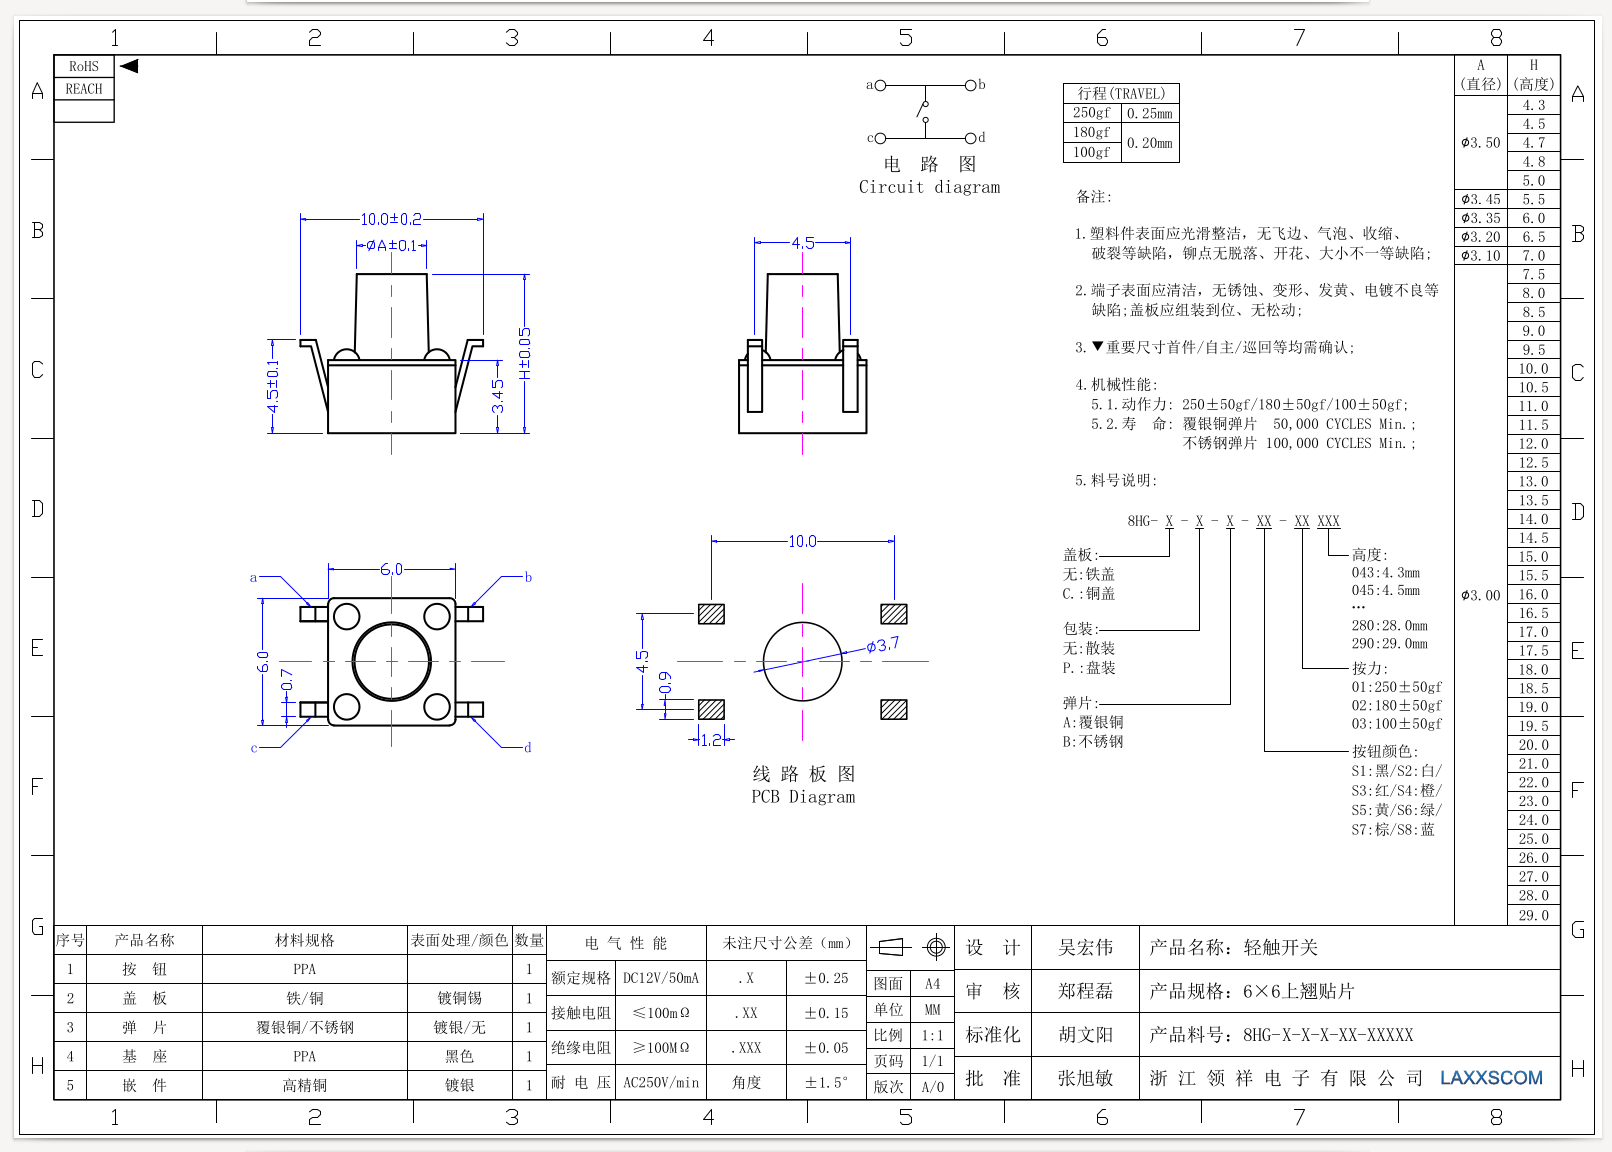 1 2 3 4 5 6 7 8
A B C D E F G H
RoHS
REACH
a b
c d
电 路 图
Circuit diagram
行程(TRAVEL)
250gf 0.25mm
180gf 0.20mm
100gf
备注:
1.塑料件表面应光滑整洁，无飞边、气泡、收缩、
破裂等缺陷，铆点无脱落、开花、大小不一等缺陷;
2.端子表面应清洁，无锈蚀、变形、发黄、电镀不良等
缺陷;盖板应组装到位、无松动;
3.▼重要尺寸首件/自主/巡回等均需确认;
4.机械性能:
5.1.动作力: 250±50gf/180±50gf/100±50gf;
5.2.寿 命: 覆银铜弹片 50,000 CYCLES Min.;
不锈钢弹片 100,000 CYCLES Min.;
5.料号说明:
8HG- X - X - X - XX - XX XXX
盖板:
无:铁盖
C.:铜盖
包装:
无:散装
P.:盘装
弹片:
A:覆银铜
B:不锈钢
高度:
043:4.3mm
045:4.5mm
...
280:28.0mm
290:29.0mm
按力:
01:250±50gf
02:180±50gf
03:100±50gf
按钮颜色:
S1:黑/S2:白/
S3:红/S4:橙/
S5:黄/S6:绿/
S7:棕/S8:蓝
A H
(直径) (高度)
4.3
4.5
ϕ3.50 4.7
4.8
5.0
ϕ3.45 5.5
ϕ3.35 6.0
ϕ3.20 6.5
ϕ3.10 7.0
7.5
8.0
8.5
9.0
9.5
10.0
10.5
11.0
11.5
12.0
12.5
13.0
13.5
14.0
14.5
15.0
15.5
ϕ3.00 16.0
16.5
17.0
17.5
18.0
18.5
19.0
19.5
20.0
21.0
22.0
23.0
24.0
25.0
26.0
27.0
28.0
29.0
10.0±0.2
ϕA±0.1
4.5±0.1
3.45
H±0.05
4.5
6.0
a b
6.0
0.7
c d
10.0
4.5
0.9
ϕ3.7
1.2
线 路 板 图
PCB Diagram
序号 产品名称 材料规格 表面处理/颜色 数量
1 按 钮 PPA 1
2 盖 板 铁/铜 镀铜锡 1
3 弹 片 覆银铜/不锈钢 镀银/无 1
4 基 座 PPA 黑色 1
5 嵌 件 高精铜 镀银 1
电 气 性 能 未注尺寸公差（mm）
额定规格 DC12V/50mA .X ±0.25
接触电阻 ≤100mΩ .XX ±0.15
绝缘电阻 ≥100MΩ .XXX ±0.05
耐 电 压 AC250V/min 角度 ±1.5°
图面 A4
单位 MM
比例 1:1
页码 1/1
版次 A/0
设 计 吴宏伟 产品名称: 轻触开关
审 核 郑程磊 产品规格: 6×6上翘贴片
标准化 胡文阳 产品料号: 8HG-X-X-X-XX-XXXXX
批 准 张旭敏 浙 江 领 祥 电 子 有 限 公 司 LAXXSCOM
A B C D E F G H
1 2 3 4 5 6 7 8